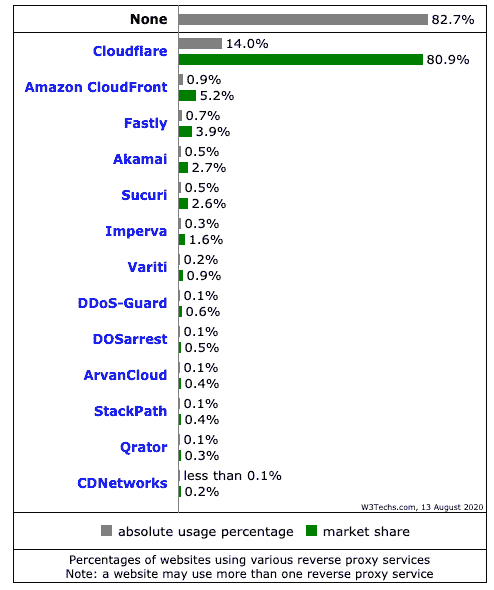 None 82.7%
Cloudflare 14.0%
80.9%
Amazon CloudFront 0.9%
5.2%
Fastly 0.7%
3.9%
Akamai 0.5%
2.7%
Sucuri 0.5%
2.6%
Imperva 0.3%
1.6%
Variti 0.2%
0.9%
DDoS-Guard 0.1%
0.6%
DOSarrest 0.1%
0.5%
ArvanCloud 0.1%
0.4%
StackPath 0.1%
0.4%
Qrator 0.1%
0.3%
CDNetworks less than 0.1%
0.2%
W3Techs.com, 13 August 2020
absolute usage percentage market share
Percentages of websites using various reverse proxy services
Note: a website may use more than one reverse proxy service